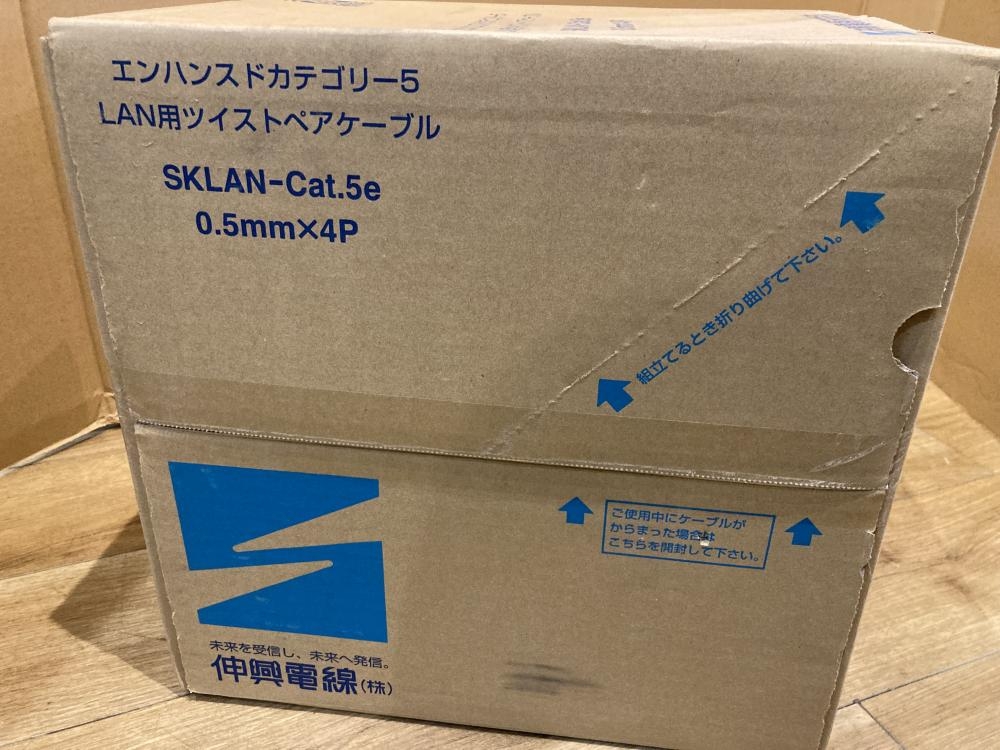 エンハンスドカテゴリー5
LAN用ツイストペアケーブル
SKLAN-Cat.5e
0.5mm×4P
組立てるとき折り曲げて下さい。
ご使用中にケーブルが
からまった場合は
こちらを開封して下さい。
未来を受信し、未来へ発信。
伸興電線(株)